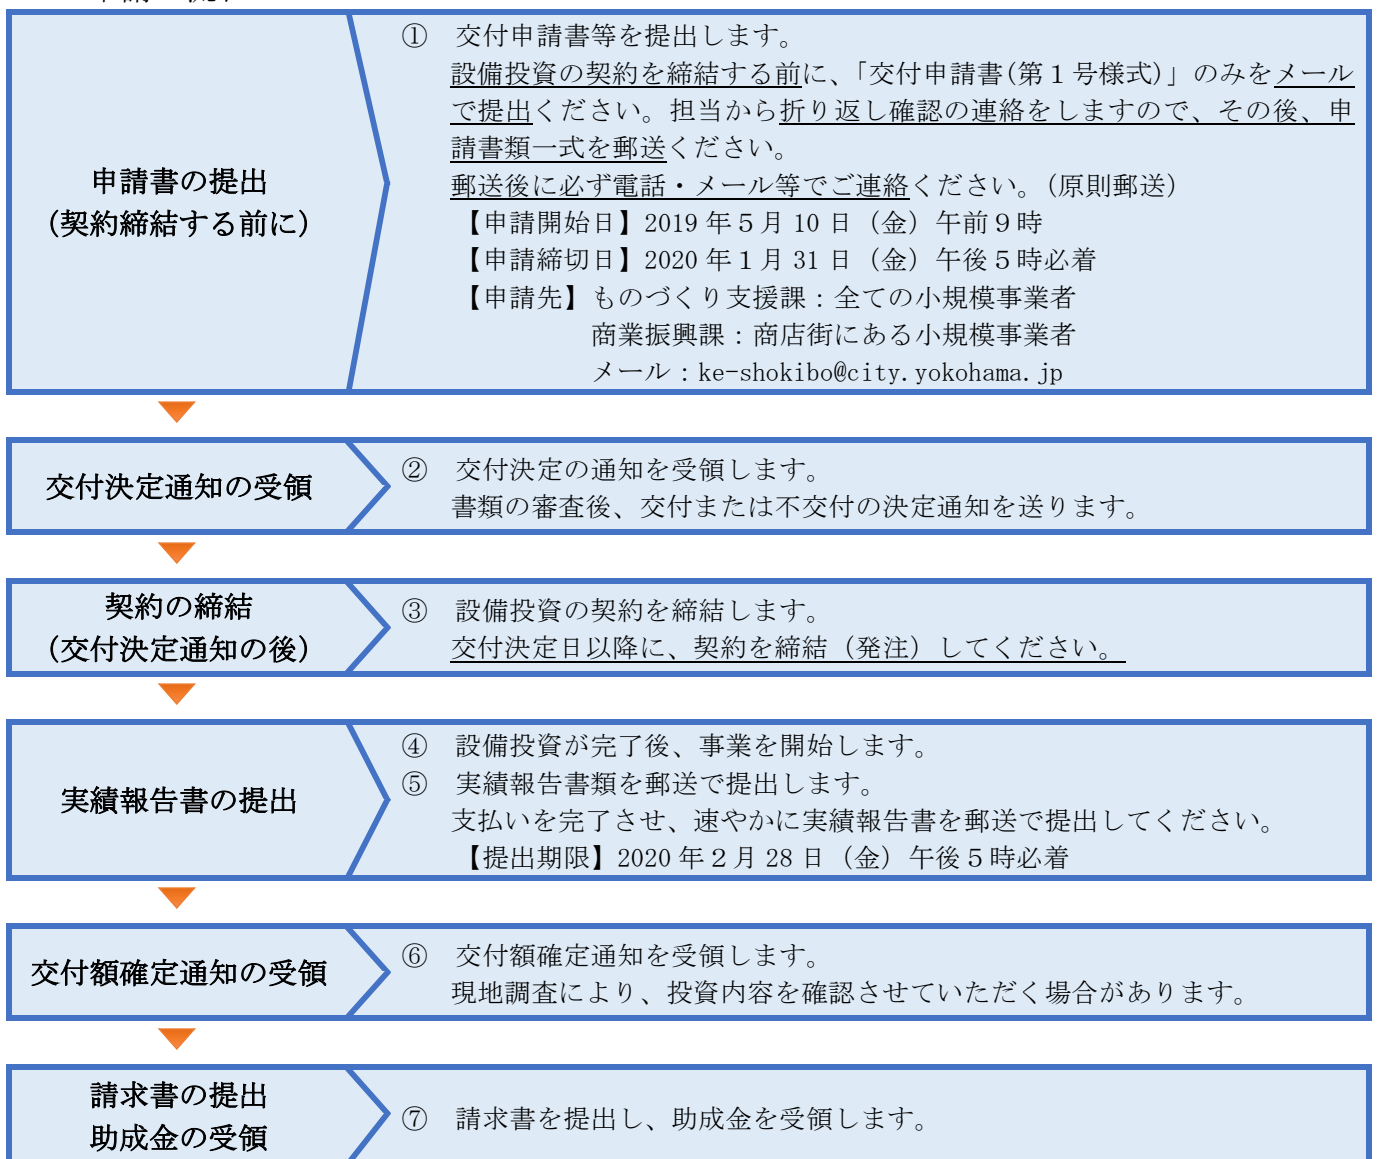 ① 交付申請書等を提出します。
設備投資の契約を締結する前に、「交付申請書(第１号様式)」のみをメール
で提出ください。担当から折り返し確認の連絡をしますので、その後、申
請書類一式を郵送ください。
郵送後に必ず電話・メール等でご連絡ください。（原則郵送）
申請書の提出
（契約締結する前に）
【申請開始日】2019 年５月 10 日（金）午前９時
【申請締切日】2020 年１月 31 日（金）午後５時必着
【申請先】ものづくり支援課：全ての小規模事業者
商業振興課：商店街にある小規模事業者
メール：ke-shokibo@city.yokohama.jp
交付決定通知の受領
② 交付決定の通知を受領します。
書類の審査後、交付または不交付の決定通知を送ります。
契約の締結
（交付決定通知の後）
③ 設備投資の契約を締結します。
交付決定日以降に、契約を締結（発注）してください。
実績報告書の提出
④ 設備投資が完了後、事業を開始します。
⑤ 実績報告書類を郵送で提出します。
支払いを完了させ、速やかに実績報告書を郵送で提出してください。
【提出期限】2020 年２月 28 日（金）午後５時必着
交付額確定通知の受領
⑥ 交付額確定通知を受領します。
現地調査により、投資内容を確認させていただく場合があります。
請求書の提出
助成金の受領
⑦ 請求書を提出し、助成金を受領します。